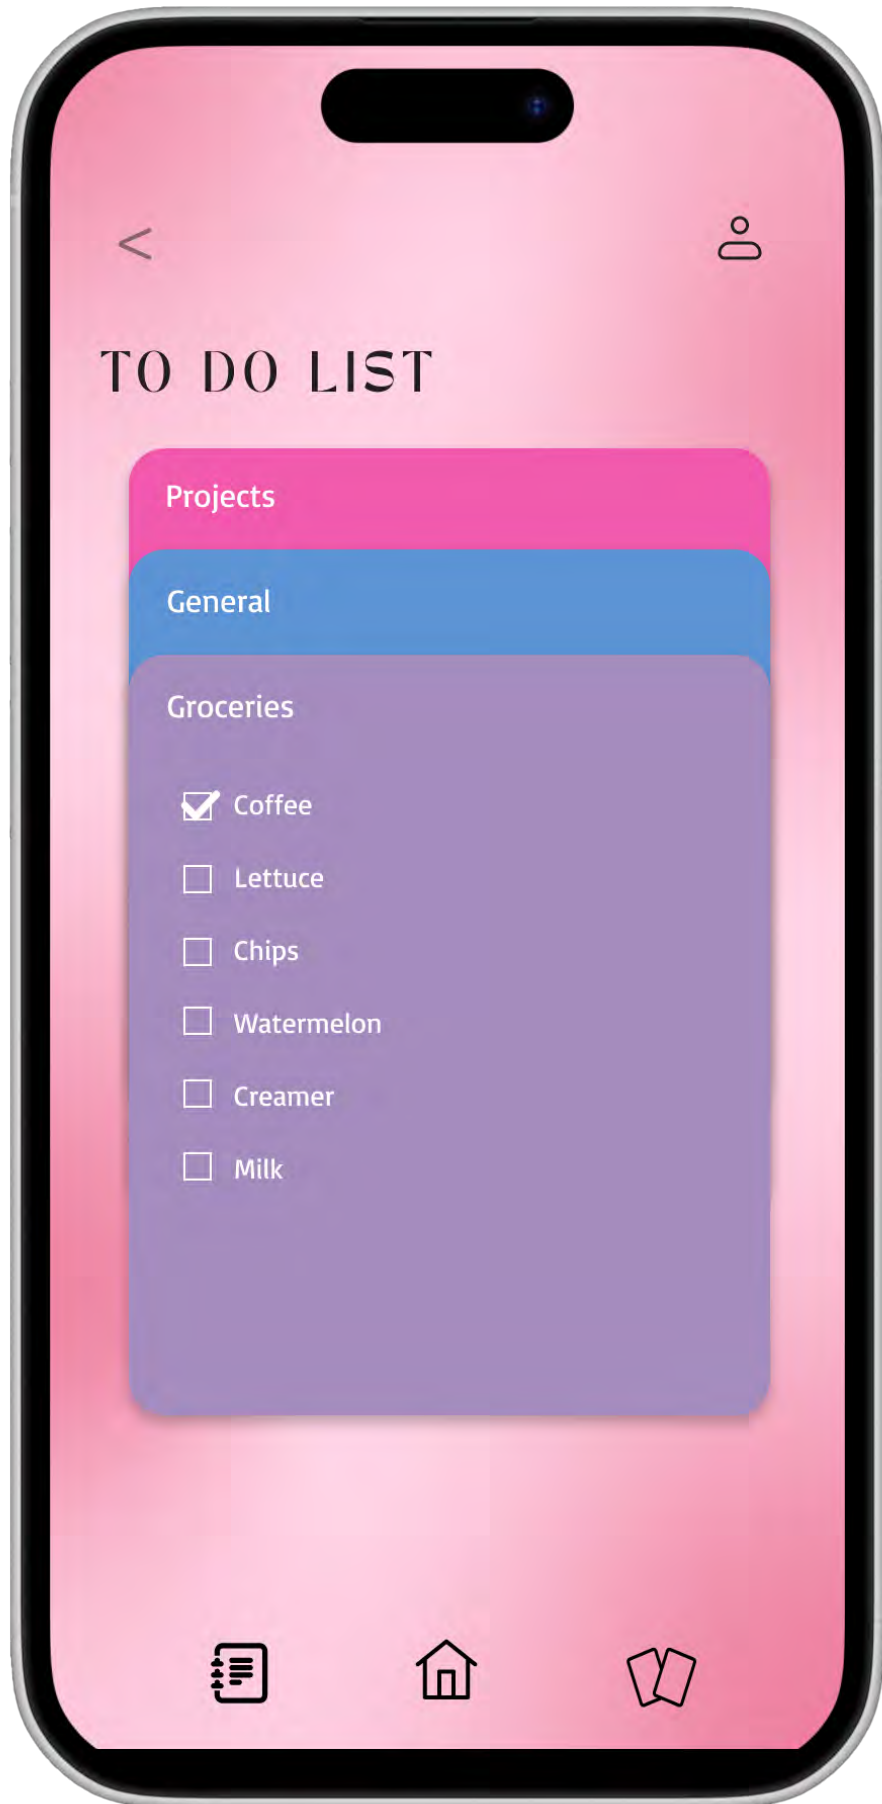 TO DO LIST
Projects
General
Groceries
Coffee
Lettuce
Chips
Watermelon
Creamer
Milk